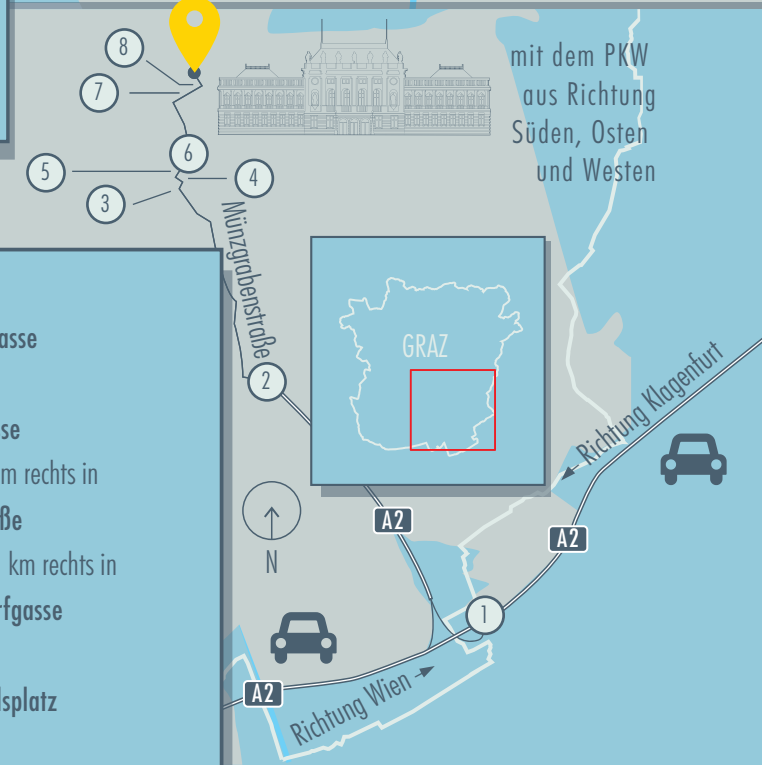 8
7
mit dem PKW
aus Richtung
Süden, Osten
und Westen
6
5
4
3
Münzgrabenstraße
GRAZ
2
Richtung Klagenfurt
A2
A2
N
1
A2
Richtung Wien
asse
se
m rechts in
ße
km rechts in
rfgasse
lsplatz